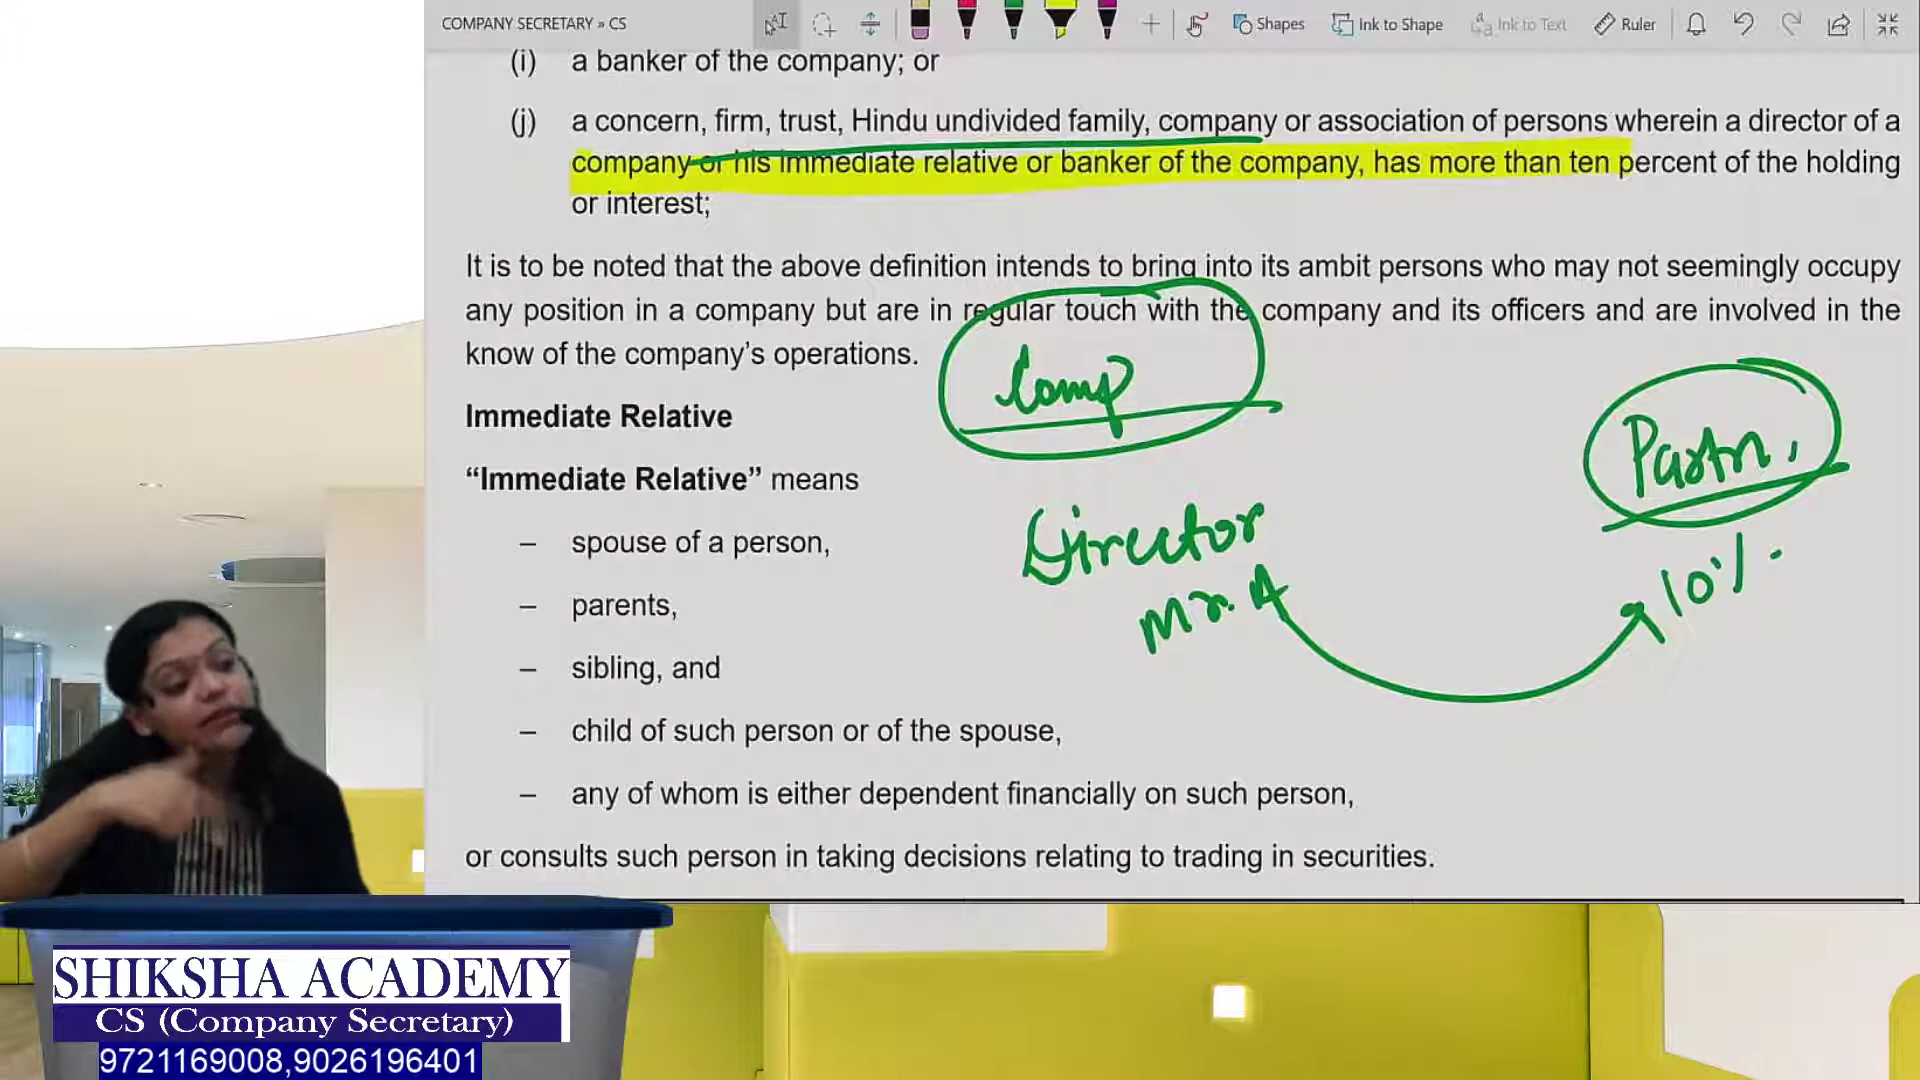 COMPANY SECRETARY » CS
Shapes
Ink to Shape
Ink to Text
Ruler
(i) a banker of the company; or
(j) a concern, firm, trust, Hindu undivided family, company or association of persons wherein a director of a
company or his immediate relative or banker of the company, has more than ten percent of the holding
or interest;
It is to be noted that the above definition intends to bring into its ambit persons who may not seemingly occupy
any position in a company but are in regular touch with the company and its officers and are involved in the
know of the company’s operations.
Comp
Partn.
Immediate Relative
“Immediate Relative” means
Director
– spouse of a person,
Mr. A
10%.
– parents,
– sibling, and
– child of such person or of the spouse,
– any of whom is either dependent financially on such person,
or consults such person in taking decisions relating to trading in securities.
SHIKSHA ACADEMY
CS (Company Secretary)
9721169008,9026196401